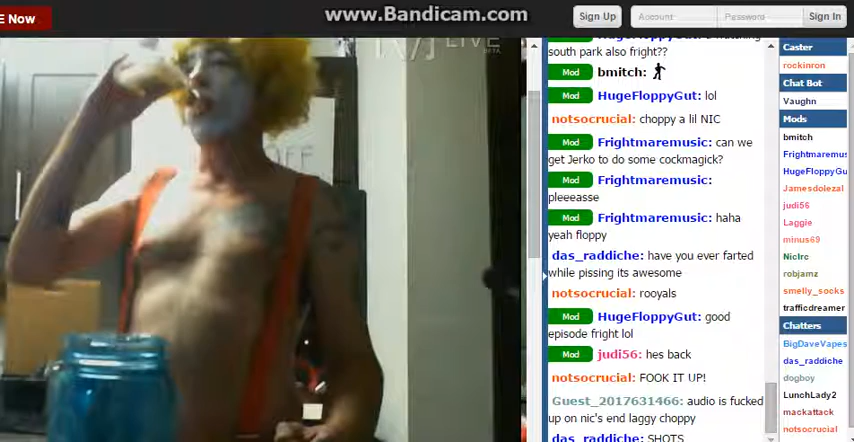 E Now
www.Bandicam.com
Sign Up
Account
Password
Sign In
LIVE
BETA
south park also fright??
Mod bmitch:
Mod HugeFloppyGut: lol
notsocrucial: choppy a lil NIC
Mod Frightmaremusic: can we
get Jerko to do some cockmagick?
Mod Frightmaremusic:
pleeeasse
Mod Frightmaremusic: haha
yeah floppy
das_raddiche: have you ever farted
while pissing its awesome
notsocrucial: rooyals
Mod HugeFloppyGut: good
episode fright lol
Mod judi56: hes back
notsocrucial: FOOK IT UP!
Guest_2017631466: audio is fucked
up on nic's end laggy choppy
das_raddiche: SHOTS
Caster
rockinron
Chat Bot
Vaughn
Mods
bmitch
Frightmaremus
HugeFloppyGu
Jamesdolezal
judi56
Laggie
minus69
Niclrc
robjamz
smelly_socks
trafficdreamer
Chatters
BigDaveVapes
das_raddiche
dogboy
LunchLady2
mackattack
notsocrucial